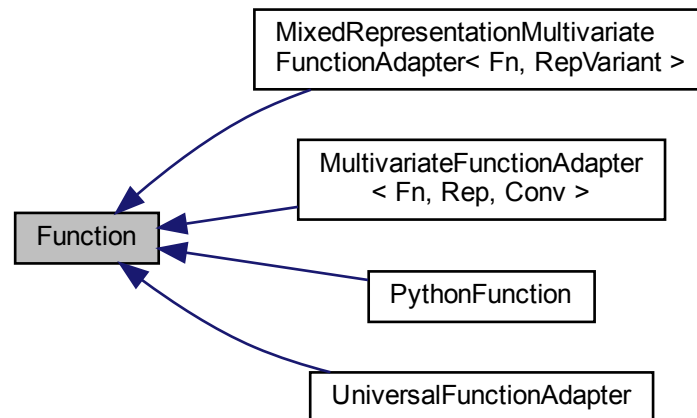 MixedRepresentationMultivariate
FunctionAdapter< Fn, RepVariant >
MultivariateFunctionAdapter
< Fn, Rep, Conv >
Function
PythonFunction
UniversalFunctionAdapter